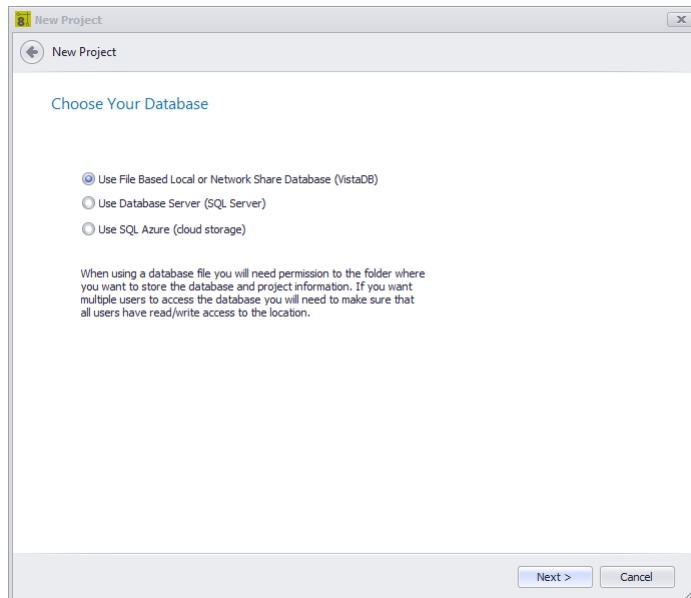 8
New Project
New Project
Choose Your Database
Use File Based Local or Network Share Database (VistaDB)
Use Database Server (SQL Server)
Use SQL Azure (cloud storage)
When using a database file you will need permission to the folder where
you want to store the database and project information. If you want
multiple users to access the database you will need to make sure that
all users have read/write access to the location.
Next >
Cancel